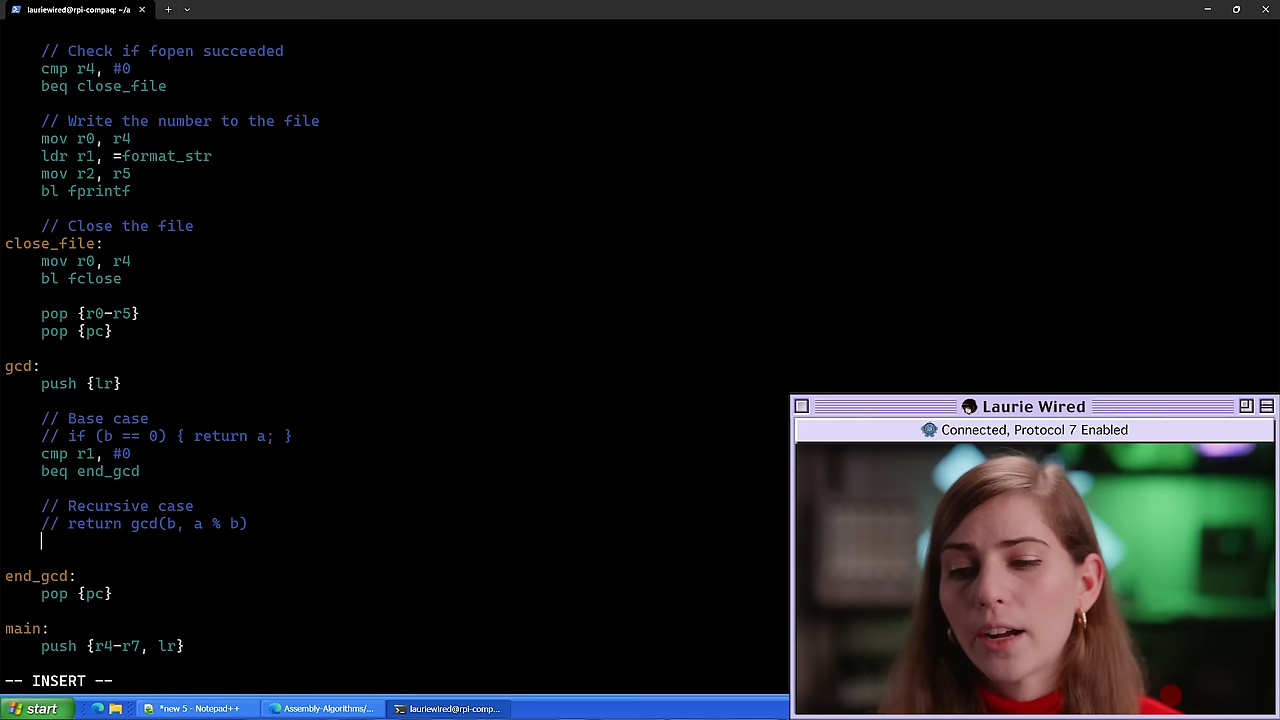 lauriewired@rpi-compaq: ~/a
// Check if fopen succeeded
cmp r4, #0
beq close_file
// Write the number to the file
mov r0, r4
ldr r1, =format_str
mov r2, r5
bl fprintf
// Close the file
close_file:
mov r0, r4
bl fclose
pop {r0-r5}
pop {pc}
gcd:
push {lr}
// Base case
// if (b == 0) { return a; }
cmp r1, #0
beq end_gcd
// Recursive case
// return gcd(b, a % b)
end_gcd:
pop {pc}
main:
push {r4-r7, lr}
-- INSERT --
Laurie Wired
Connected, Protocol 7 Enabled
start
*new 5 - Notepad++
Assembly-Algorithms/...
lauriewired@rpi-comp...